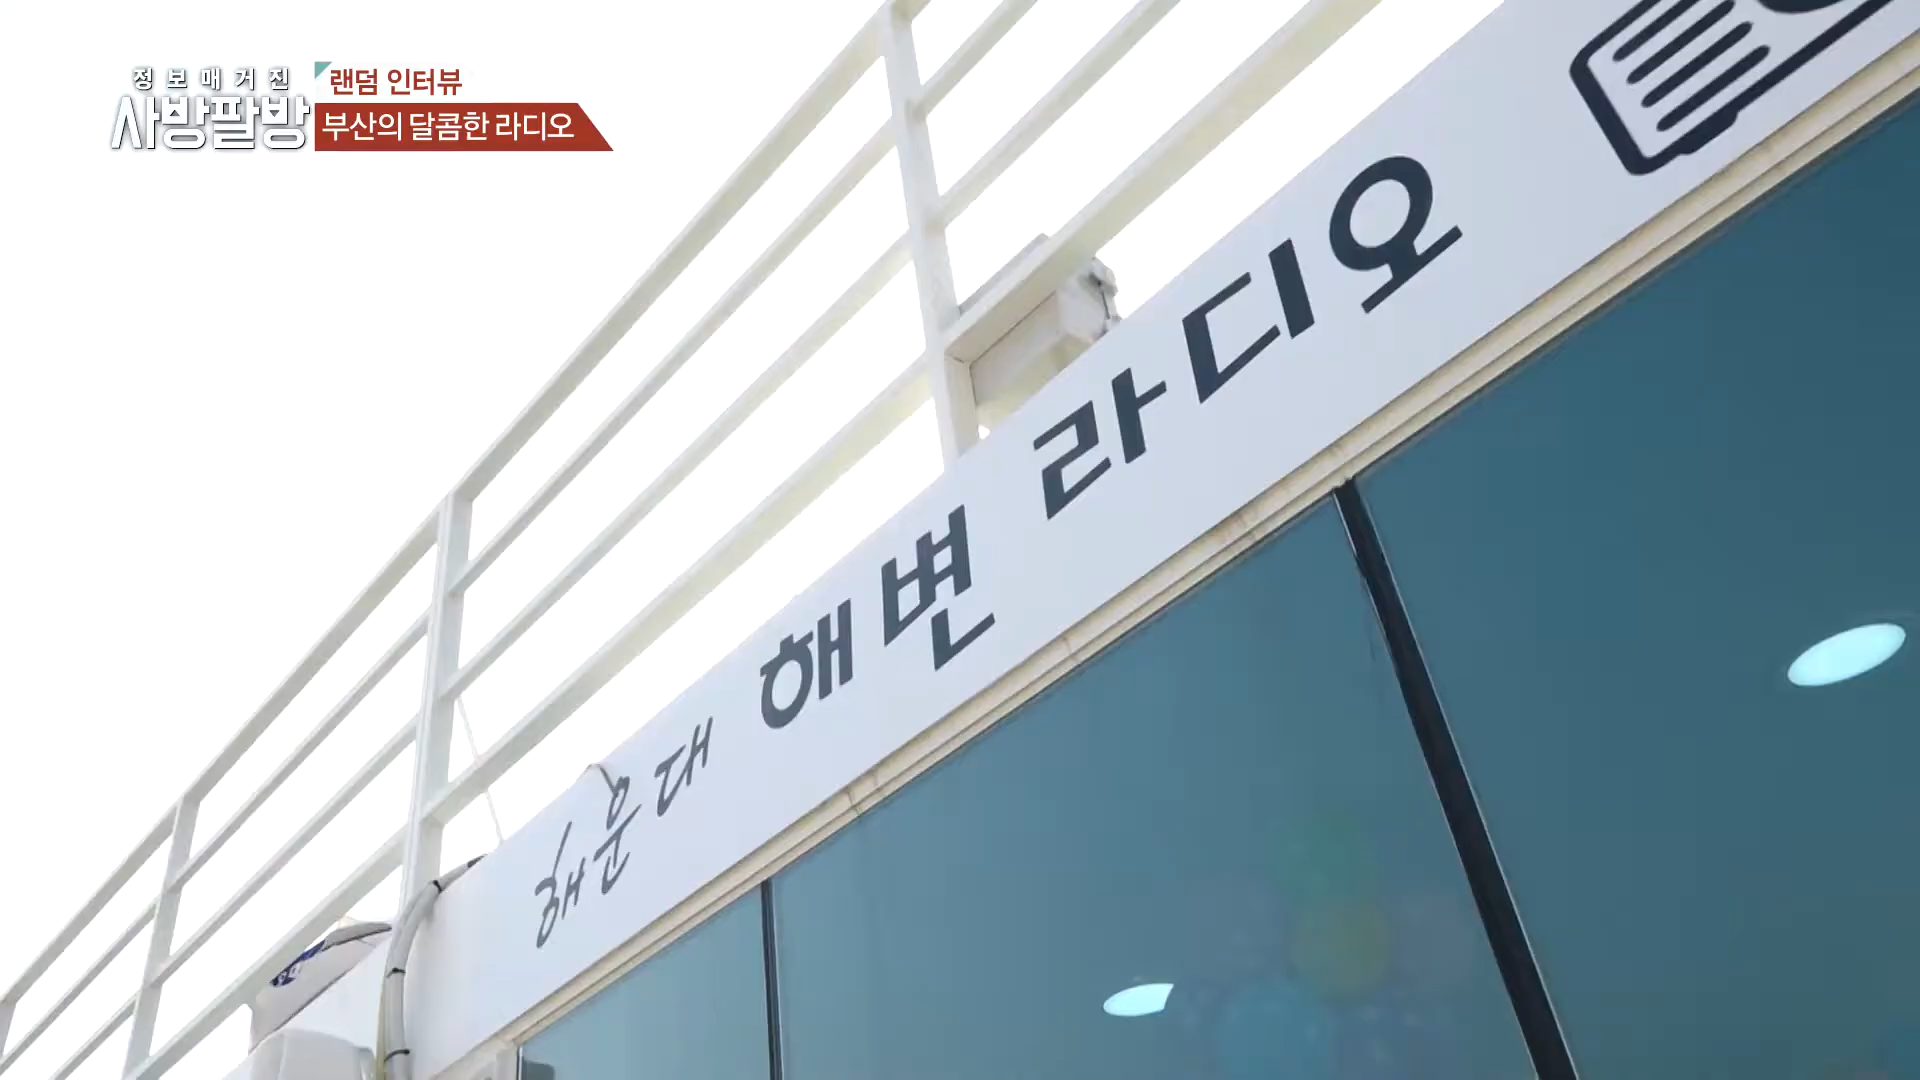 정보매거진
사방팔방
랜덤 인터뷰
부산의 달콤한 라디오
해운대 해변 라디오